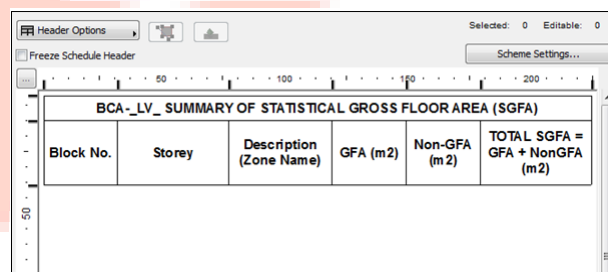 Header Options
Selected: 0 Editable: 0
Freeze Schedule Header
Scheme Settings...
... 50 100 150 200
BCA-_LV_ SUMMARY OF STATISTICAL GROSS FLOOR AREA (SGFA)
Block No.
Storey
Description
(Zone Name)
GFA (m2)
Non-GFA
(m2)
TOTAL SGFA =
GFA + NonGFA
(m2)
50